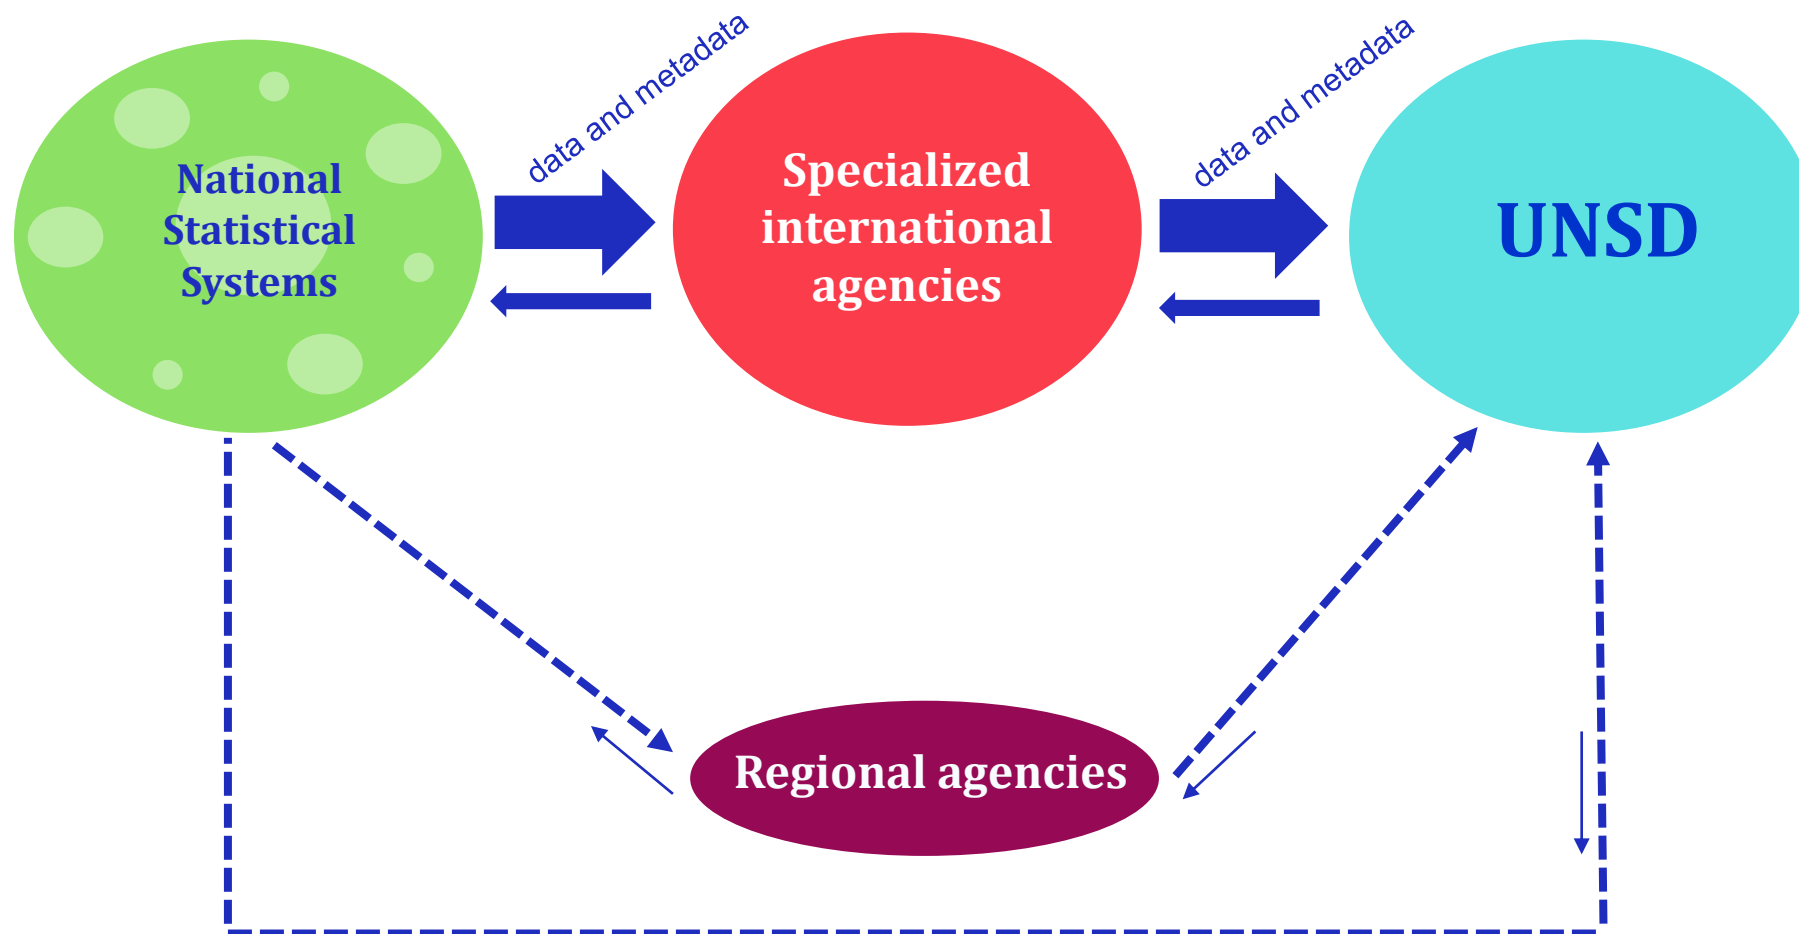 data and metadata
data and metadata
National
Statistical
Systems
Specialized
international
agencies
UNSD
Regional agencies